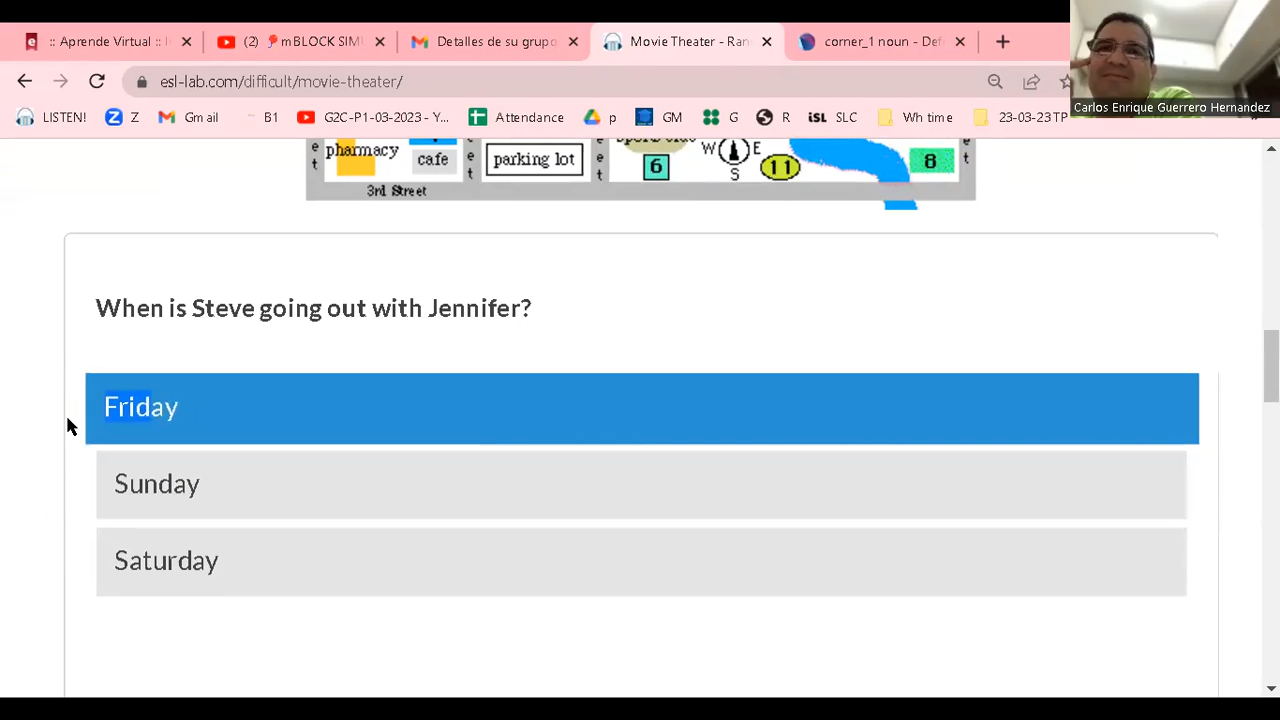 :: Aprende Virtual :: I
(2) mBLOCK SIMU
Detalles de su grupo
Movie Theater - Ran
corner_1 noun - Def
esl-lab.com/difficult/movie-theater/
LISTEN!
Z
Gmail
B1
G2C-P1-03-2023 - Y...
Attendance
p
GM
G
R
iSL SLC
Wh time
23-03-23TP
Carlos Enrique Guerrero Hernandez
pharmacy
cafe
parking lot
6
W E
S
11
8
3rd Street
When is Steve going out with Jennifer?
Friday
Sunday
Saturday